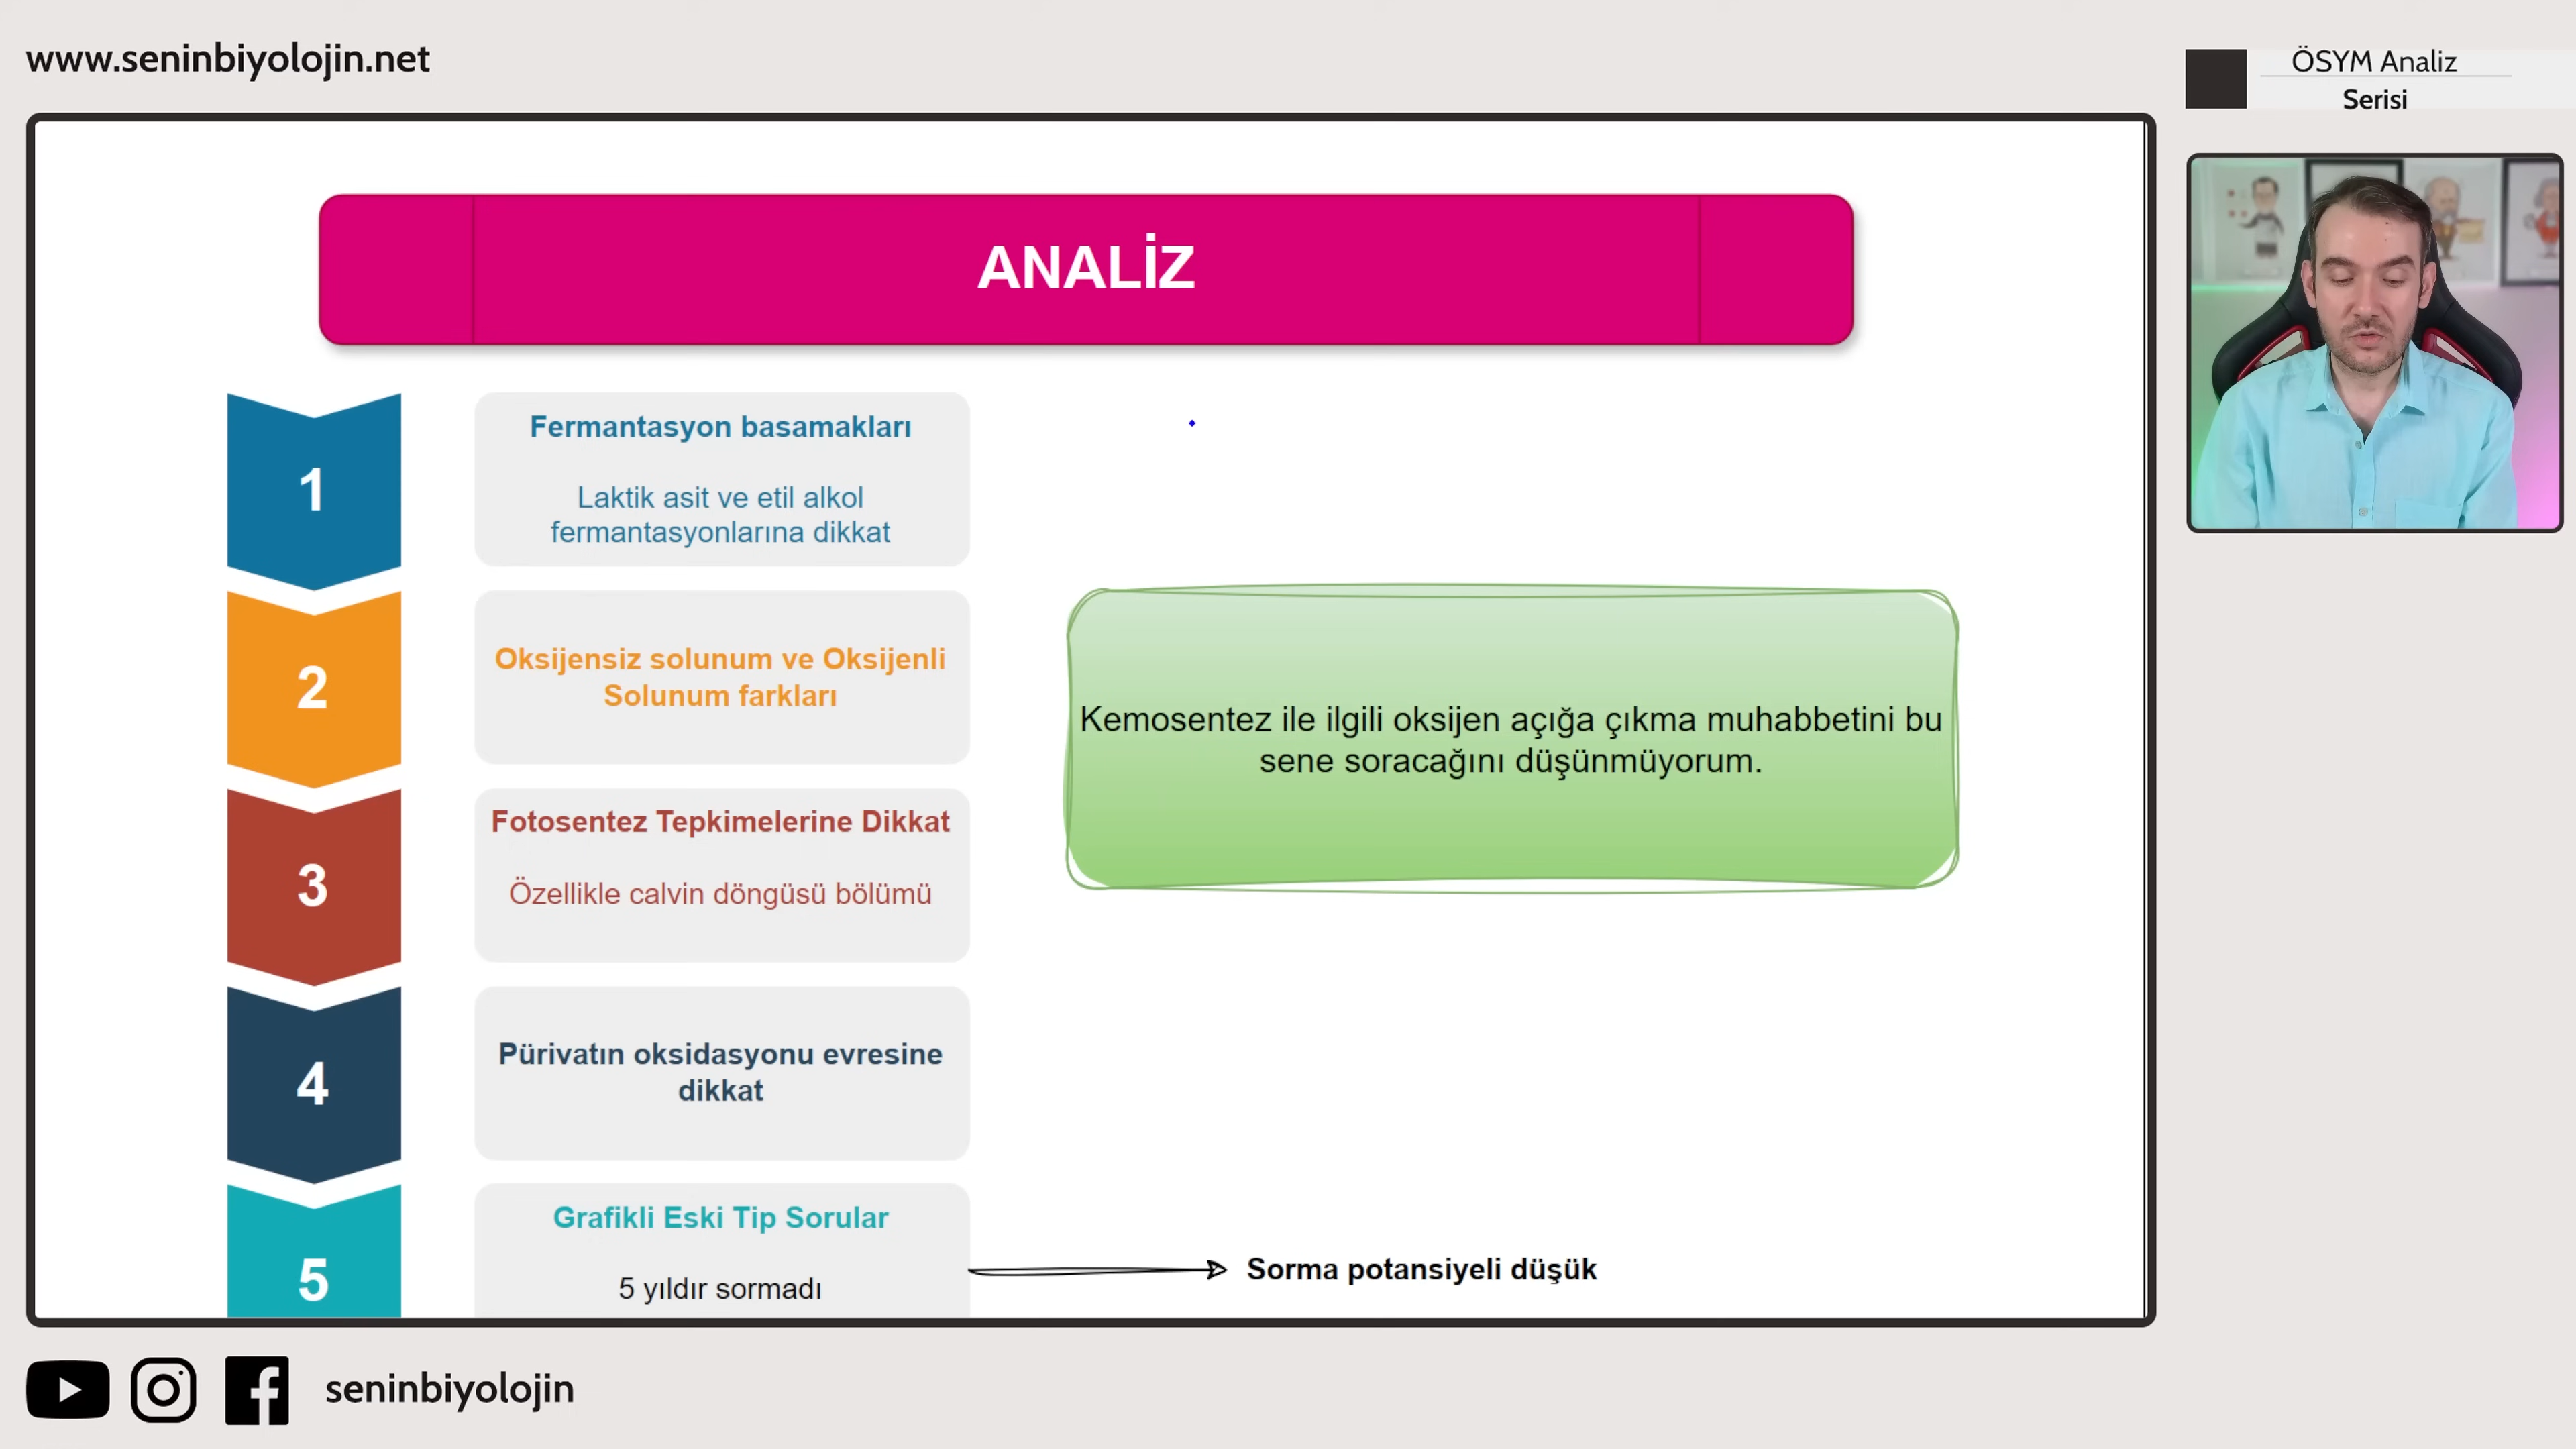 www.seninbiyolojin.net
ÖSYM Analiz
Serisi
ANALİZ
1
Fermantasyon basamakları
Laktik asit ve etil alkol
fermantasyonlarına dikkat
2
Oksijensiz solunum ve Oksijenli
Solunum farkları
3
Fotosentez Tepkimelerine Dikkat
Özellikle calvin döngüsü bölümü
4
Pürivatın oksidasyonu evresine
dikkat
5
Grafikli Eski Tip Sorular
5 yıldır sormadı
Sorma potansiyeli düşük
Kemosentez ile ilgili oksijen açığa çıkma muhabbetini bu
sene soracağını düşünmüyorum.
seninbiyolojin